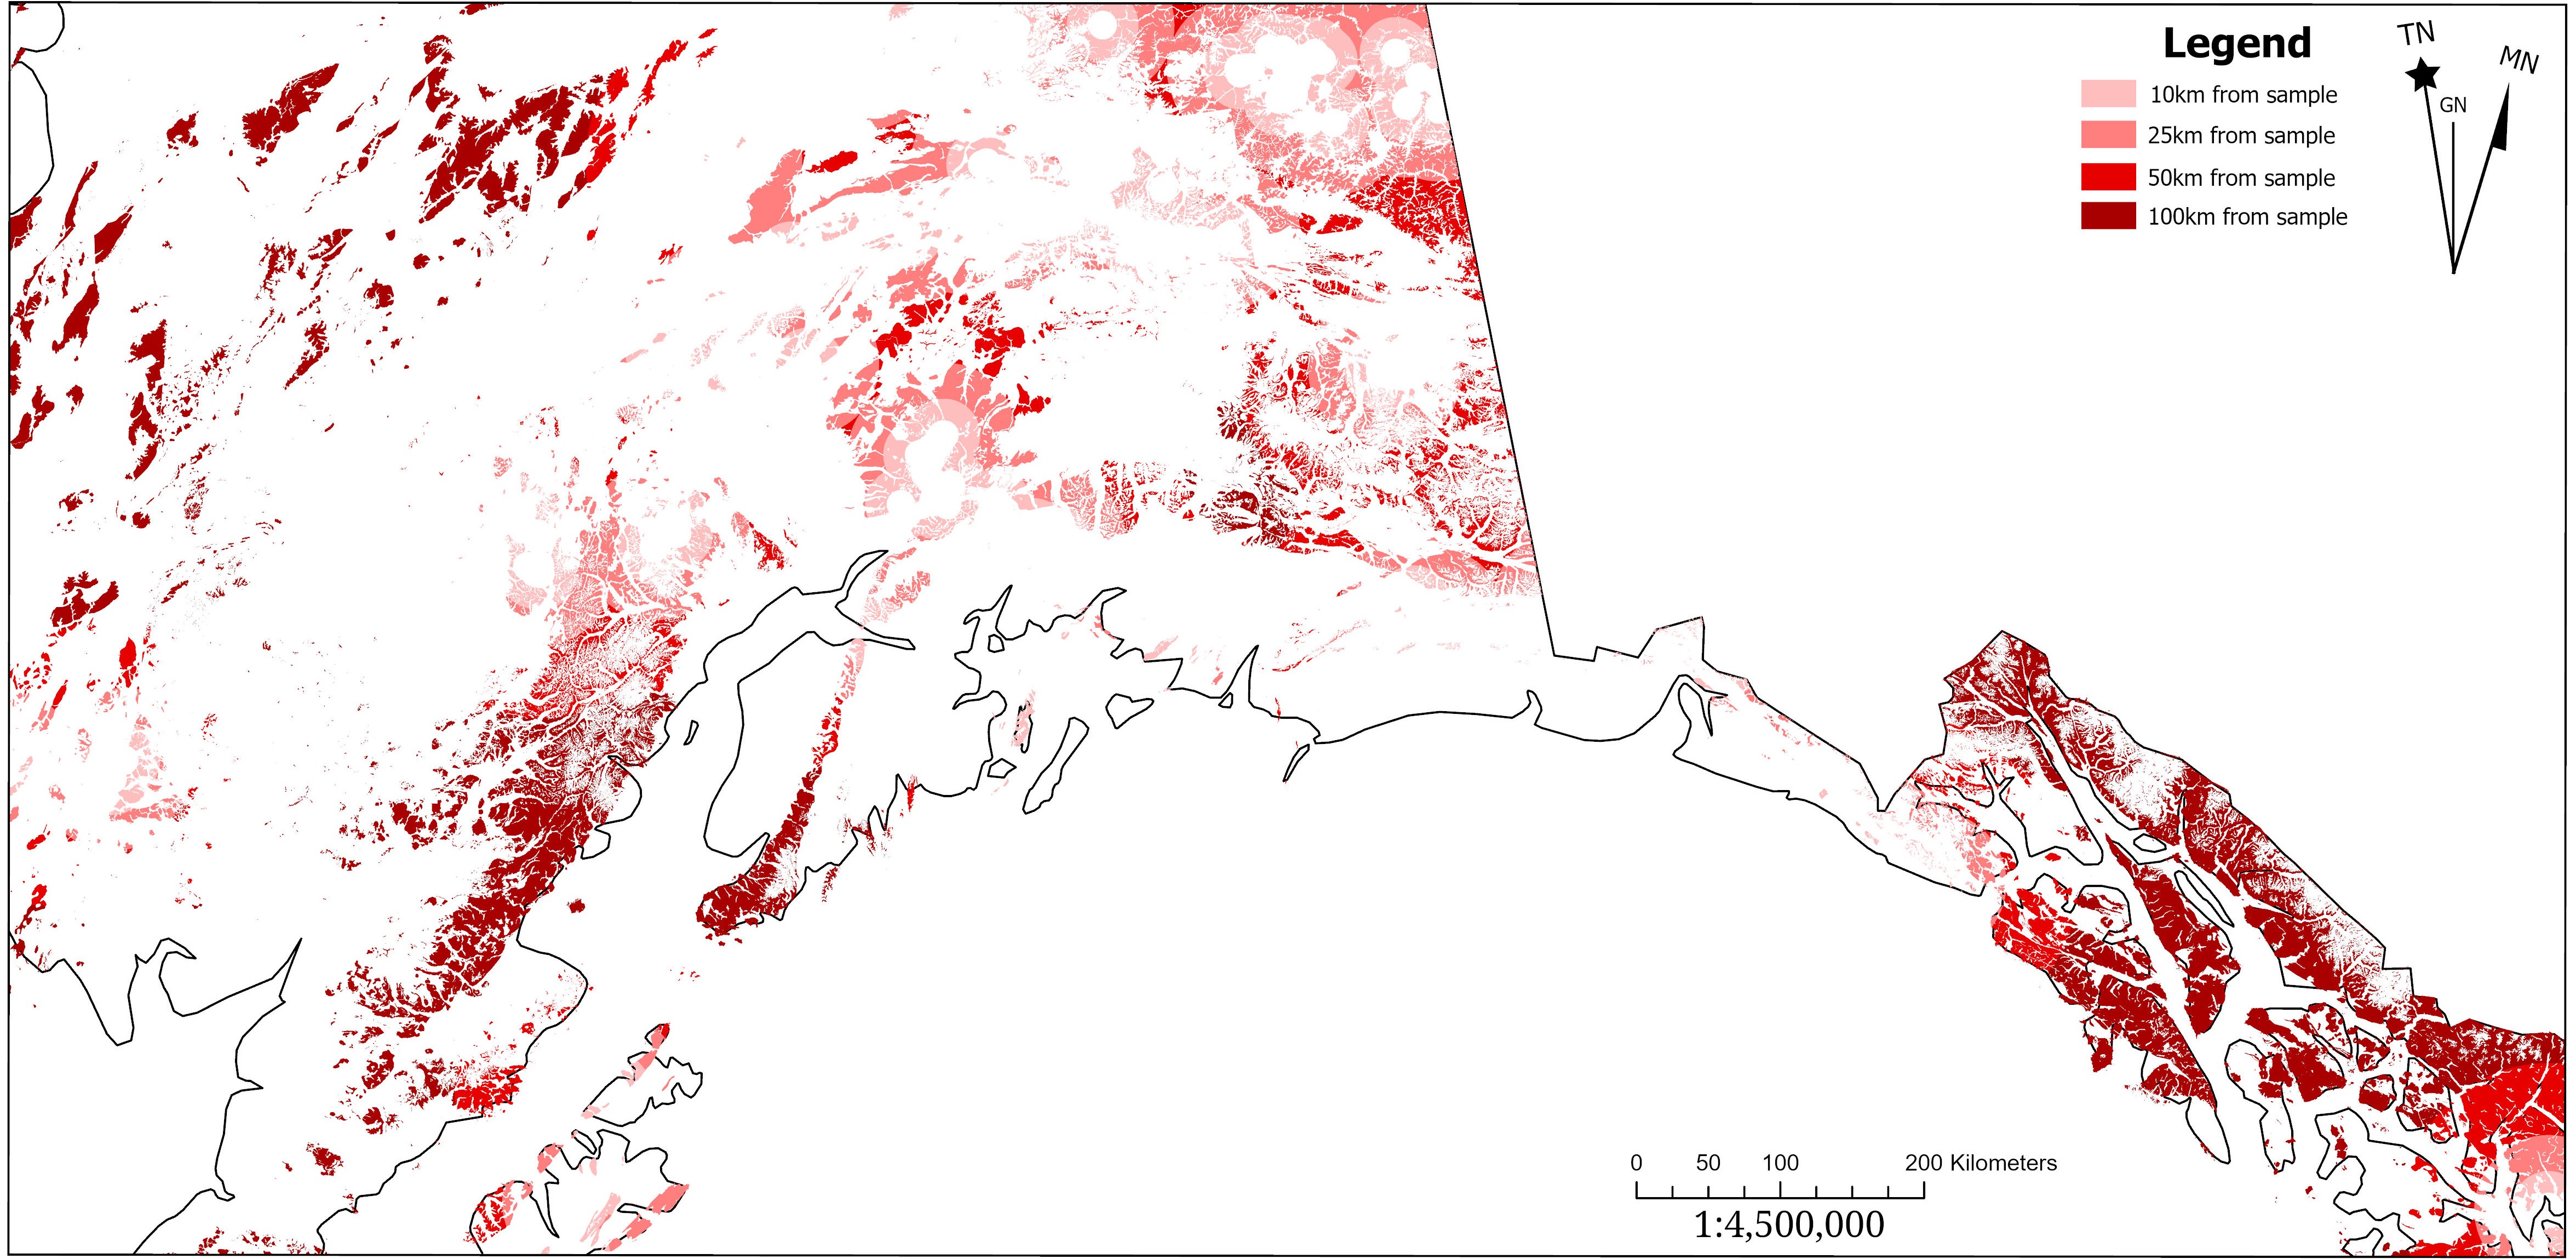 Legend
10km from sample
25km from sample
50km from sample
100km from sample
TN
GN
MN
0 50 100 200 Kilometers
1:4,500,000